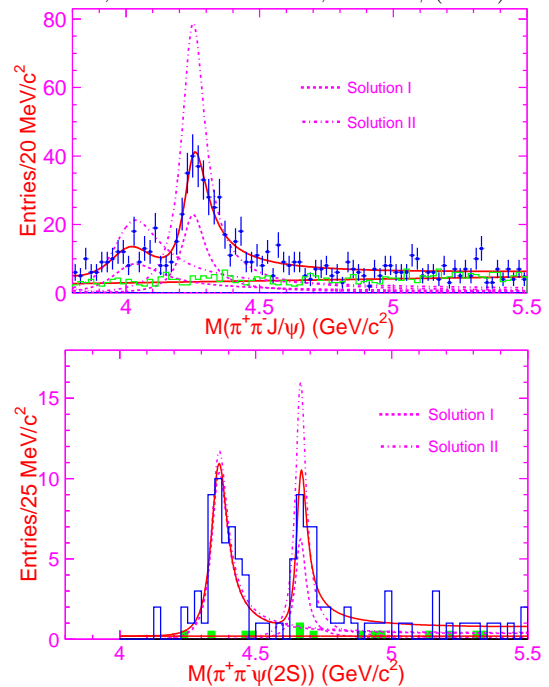 80
60
40
20
0
Entries/20 MeV/c²
Solution I
Solution II
4 4.5 5 5.5
M(π⁺π⁻J/ψ) (GeV/c²)
15
10
5
0
Entries/25 MeV/c²
Solution I
Solution II
4 4.5 5 5.5
M(π⁺π⁻ψ(2S)) (GeV/c²)